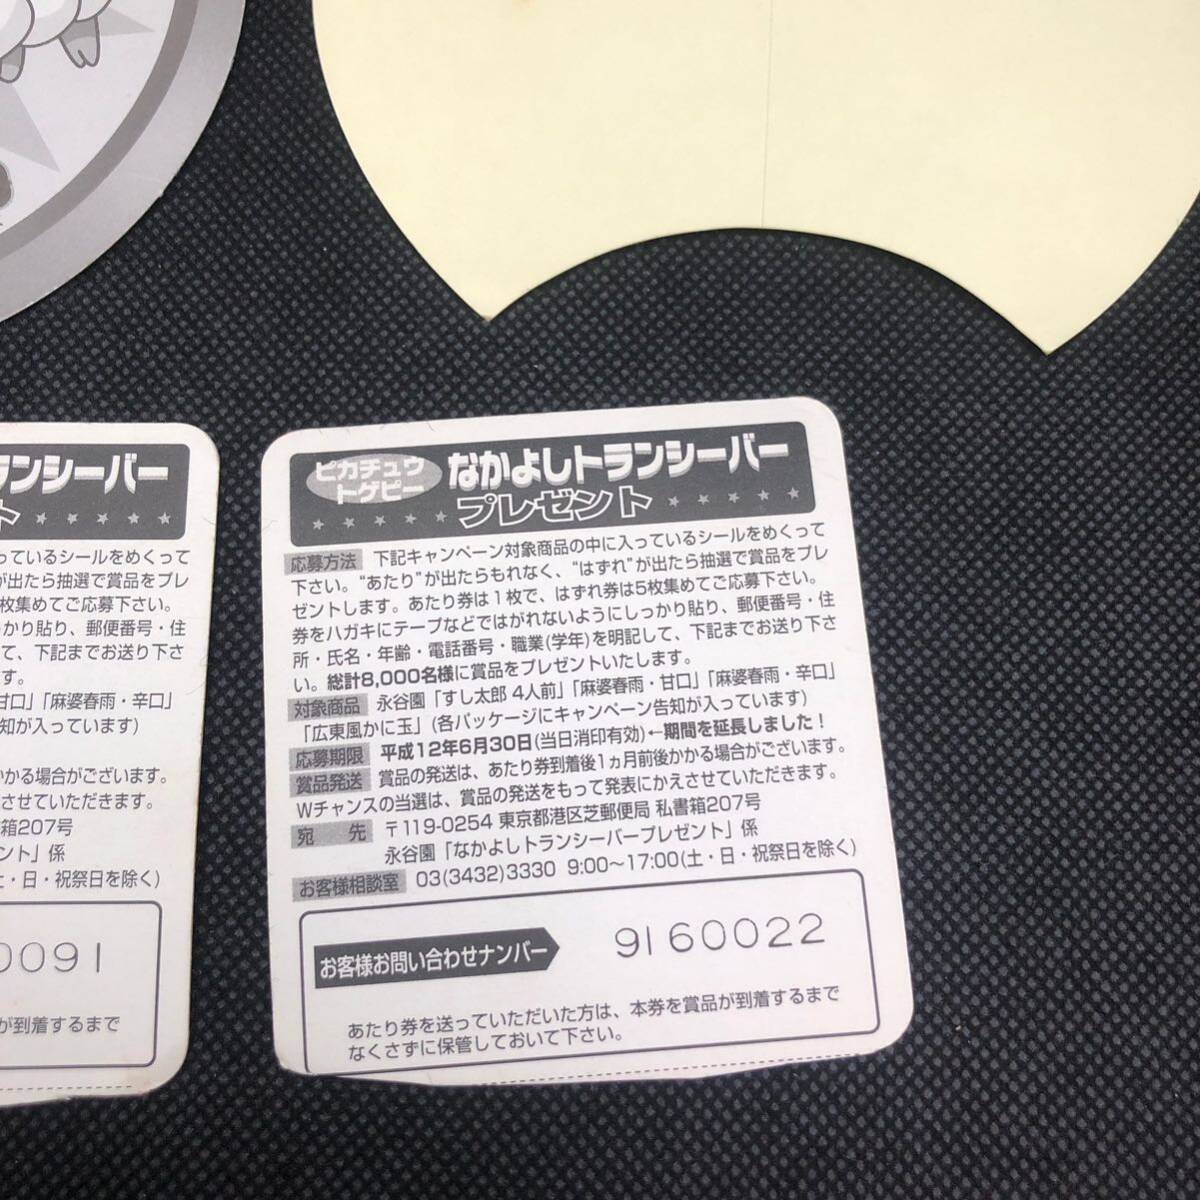 ランシーバー
ト ★ ★ ★ ★ ★
っているシールをめくって
が出たら抽選で賞品をプレ
枚集めてご応募下さい。
かり貼り、郵便番号・住
て、下記までお送り下さ
す。
甘口」「麻婆春雨・辛口」
知が入っています)
かる場合がございます。
させていただきます。
箱207号
ント」係
土・日・祝祭日を除く)
0091
が到着するまで
ピカチュウ
トゲピー
なかよしトランシーバー
プレゼント
応募方法 下記キャンペーン対象商品の中に入っているシールをめくって
下さい。“あたり”が出たらもれなく、“はずれ”が出たら抽選で賞品をプレ
ゼントします。あたり券は1枚で、はずれ券は5枚集めてご応募下さい。
券をハガキにテープなどではがれないようにしっかり貼り、郵便番号・住
所・氏名・年齢・電話番号・職業(学年)を明記して、下記までお送り下さ
い。総計8,000名様に賞品をプレゼントいたします。
対象商品 永谷園「すし太郎 4人前」「麻婆春雨・甘口」「麻婆春雨・辛口」
「広東風かに玉」(各パッケージにキャンペーン告知が入っています)
応募期限 平成12年6月30日(当日消印有効)←期間を延長しました!
賞品発送 賞品の発送は、あたり券到着後1ヵ月前後かかる場合がございます。
Wチャンスの当選は、賞品の発送をもって発表にかえさせていただきます。
宛先 〒119-0254 東京都港区芝郵便局 私書箱207号
永谷園「なかよしトランシーバープレゼント」係
お客様相談室 03(3432)3330 9:00〜17:00(土・日・祝祭日を除く)
お客様お問い合わせナンバー 9160022
あたり券を送っていただいた方は、本券を賞品が到着するまで
なくさずに保管しておいて下さい。